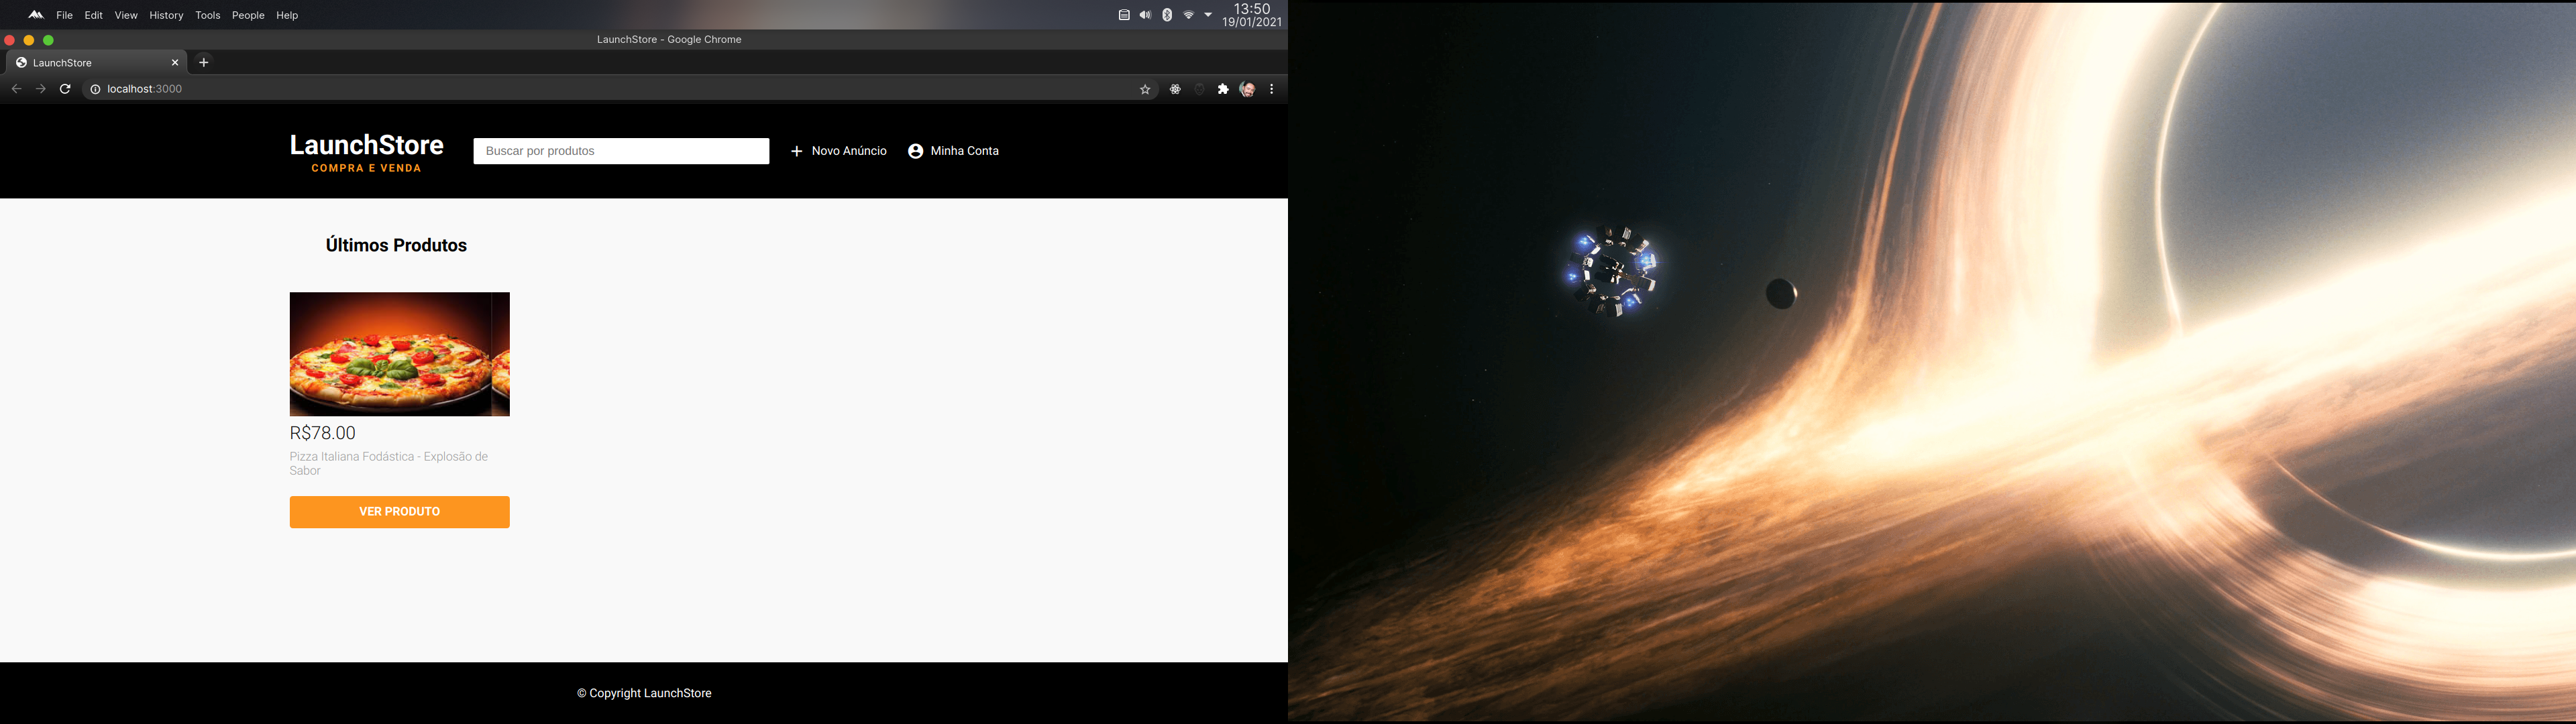 File Edit View History Tools People Help
13:50
19/01/2021
LaunchStore - Google Chrome
LaunchStore
localhost:3000
LaunchStore
COMPRA E VENDA
Buscar por produtos
Novo Anúncio
Minha Conta
Últimos Produtos
R$78.00
Pizza Italiana Fodástica - Explosão de
Sabor
VER PRODUTO
© Copyright LaunchStore